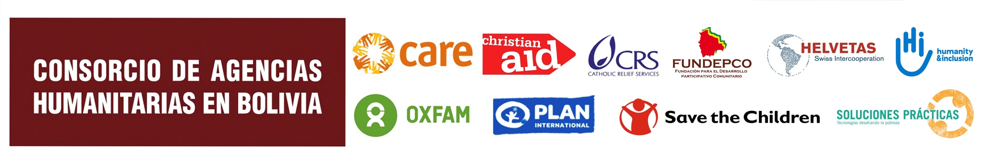 CONSORCIO DE AGENCIAS
HUMANITARIAS EN BOLIVIA
care
christian
aid
CRS
CATHOLIC RELIEF SERVICES
FUNDEPCO
FUNDACIÓN PARA EL DESARROLLO
PARTICIPATIVO COMUNITARIO
HELVETAS
Swiss Intercooperation
Hi
humanity
&inclusion
OXFAM
PLAN
INTERNATIONAL
Save the Children
SOLUCIONES PRÁCTICAS
Tecnologías desafiando la pobreza